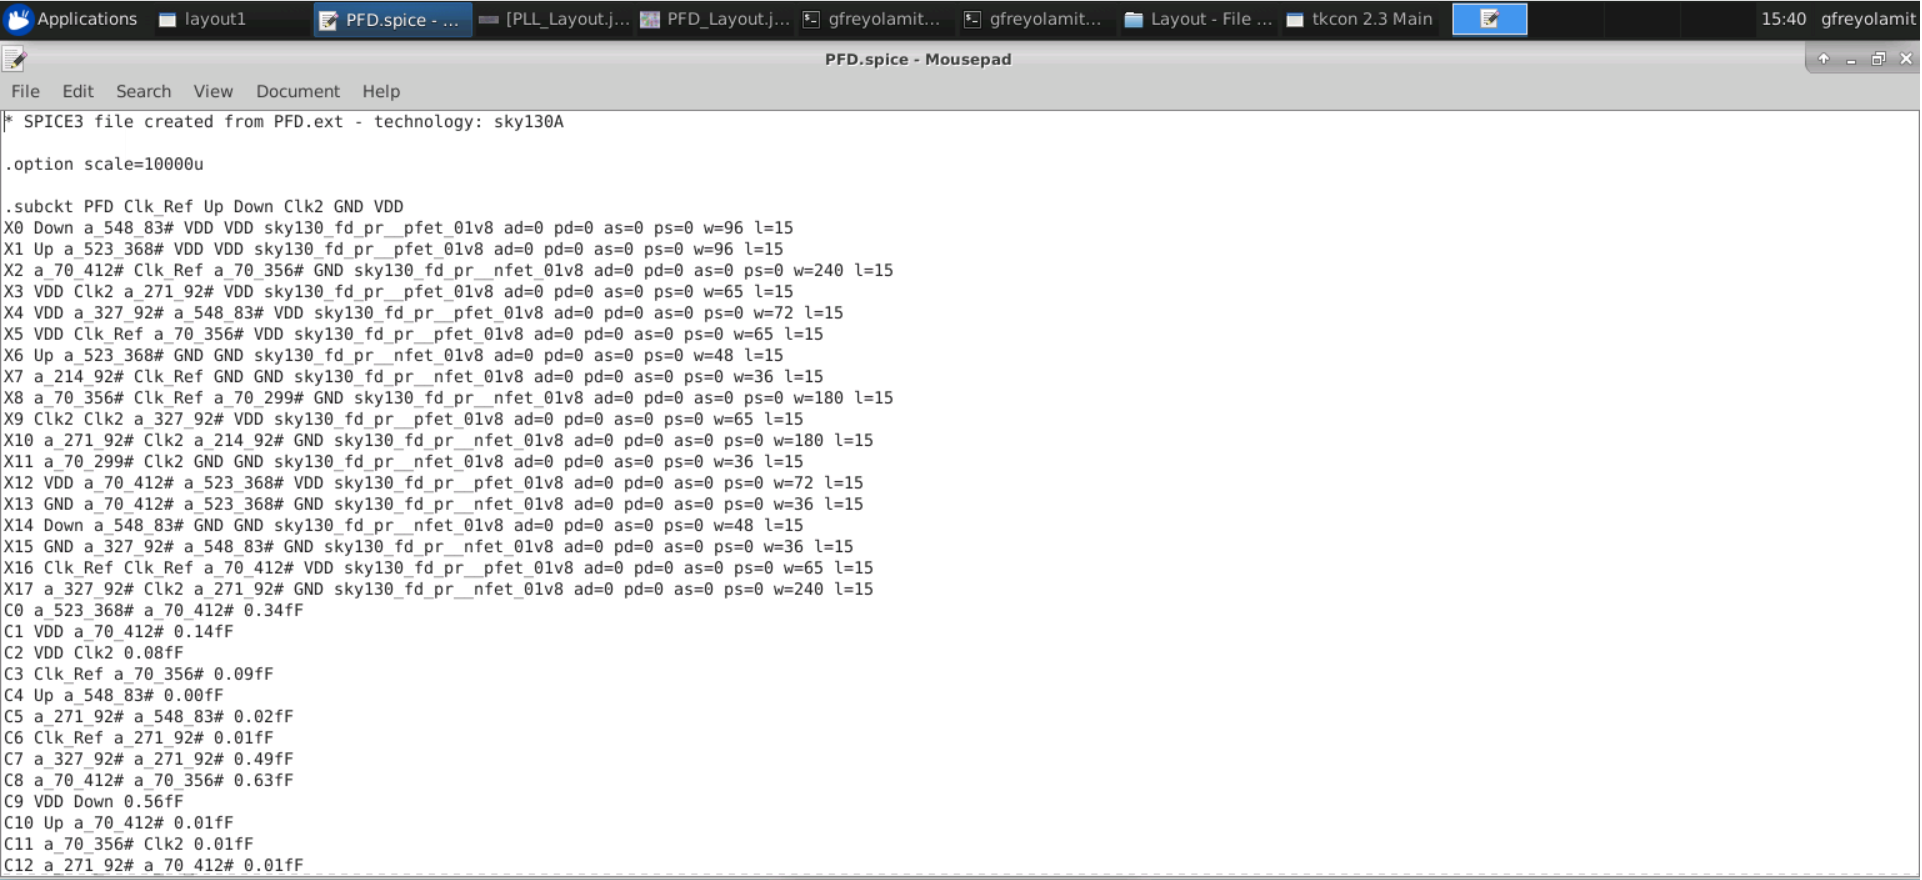 Applications
layout1
PFD.spice - ...
[PLL_Layout.j...
PFD_Layout.j...
gfreyolamit...
gfreyolamit...
Layout - File ...
tkcon 2.3 Main
15:40
gfreyolamit
PFD.spice - Mousepad
File Edit Search View Document Help
* SPICE3 file created from PFD.ext - technology: sky130A
.option scale=10000u
.subckt PFD Clk_Ref Up Down Clk2 GND VDD
X0 Down a_548_83# VDD VDD sky130_fd_pr__pfet_01v8 ad=0 pd=0 as=0 ps=0 w=96 l=15
X1 Up a_523_368# VDD VDD sky130_fd_pr__pfet_01v8 ad=0 pd=0 as=0 ps=0 w=96 l=15
X2 a_70_412# Clk_Ref a_70_356# GND sky130_fd_pr__nfet_01v8 ad=0 pd=0 as=0 ps=0 w=240 l=15
X3 VDD Clk2 a_271_92# VDD sky130_fd_pr__pfet_01v8 ad=0 pd=0 as=0 ps=0 w=65 l=15
X4 VDD a_327_92# a_548_83# VDD sky130_fd_pr__pfet_01v8 ad=0 pd=0 as=0 ps=0 w=72 l=15
X5 VDD Clk_Ref a_70_356# VDD sky130_fd_pr__pfet_01v8 ad=0 pd=0 as=0 ps=0 w=65 l=15
X6 Up a_523_368# GND GND sky130_fd_pr__nfet_01v8 ad=0 pd=0 as=0 ps=0 w=48 l=15
X7 a_214_92# Clk_Ref GND GND sky130_fd_pr__nfet_01v8 ad=0 pd=0 as=0 ps=0 w=36 l=15
X8 a_70_356# Clk_Ref a_70_299# GND sky130_fd_pr__nfet_01v8 ad=0 pd=0 as=0 ps=0 w=180 l=15
X9 Clk2 Clk2 a_327_92# VDD sky130_fd_pr__pfet_01v8 ad=0 pd=0 as=0 ps=0 w=65 l=15
X10 a_271_92# Clk2 a_214_92# GND sky130_fd_pr__nfet_01v8 ad=0 pd=0 as=0 ps=0 w=180 l=15
X11 a_70_299# Clk2 GND GND sky130_fd_pr__nfet_01v8 ad=0 pd=0 as=0 ps=0 w=36 l=15
X12 VDD a_70_412# a_523_368# VDD sky130_fd_pr__pfet_01v8 ad=0 pd=0 as=0 ps=0 w=72 l=15
X13 GND a_70_412# a_523_368# GND sky130_fd_pr__nfet_01v8 ad=0 pd=0 as=0 ps=0 w=36 l=15
X14 Down a_548_83# GND GND sky130_fd_pr__nfet_01v8 ad=0 pd=0 as=0 ps=0 w=48 l=15
X15 GND a_327_92# a_548_83# GND sky130_fd_pr__nfet_01v8 ad=0 pd=0 as=0 ps=0 w=36 l=15
X16 Clk_Ref Clk_Ref a_70_412# VDD sky130_fd_pr__pfet_01v8 ad=0 pd=0 as=0 ps=0 w=65 l=15
X17 a_327_92# Clk2 a_271_92# GND sky130_fd_pr__nfet_01v8 ad=0 pd=0 as=0 ps=0 w=240 l=15
C0 a_523_368# a_70_412# 0.34fF
C1 VDD a_70_412# 0.14fF
C2 VDD Clk2 0.08fF
C3 Clk_Ref a_70_356# 0.09fF
C4 Up a_548_83# 0.00fF
C5 a_271_92# a_548_83# 0.02fF
C6 Clk_Ref a_271_92# 0.01fF
C7 a_327_92# a_271_92# 0.49fF
C8 a_70_412# a_70_356# 0.63fF
C9 VDD Down 0.56fF
C10 Up a_70_412# 0.01fF
C11 a_70_356# Clk2 0.01fF
C12 a_271_92# a_70_412# 0.01fF